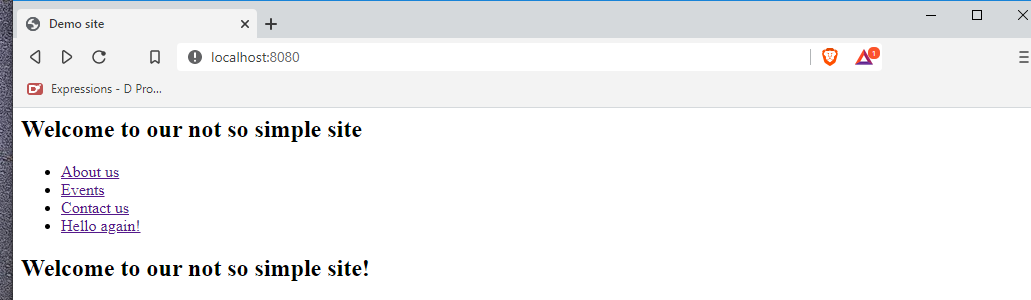 Demo site
localhost:8080
1
Expressions - D Pro...
Welcome to our not so simple site
About us
Events
Contact us
Hello again!
Welcome to our not so simple site!